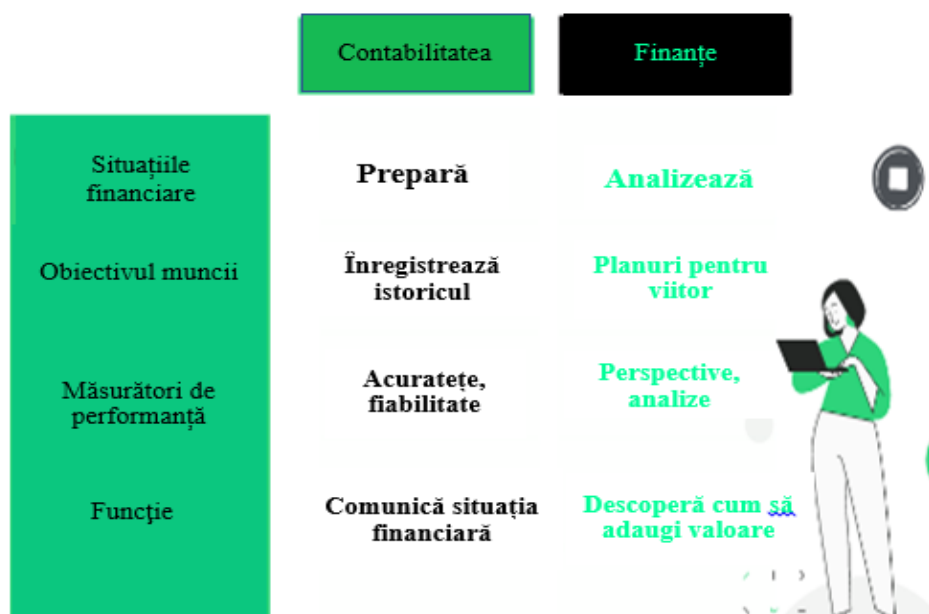 Contabilitatea
Finanțe
Situațiile
financiare
Prepară
Analizează
Obiectivul muncii
Înregistrează
istoricul
Planuri pentru
viitor
Măsurători de
performanță
Acuratețe,
fiabilitate
Perspective,
analize
Funcţie
Comunică situația
financiară
Descoperă cum să
adaugi valoare